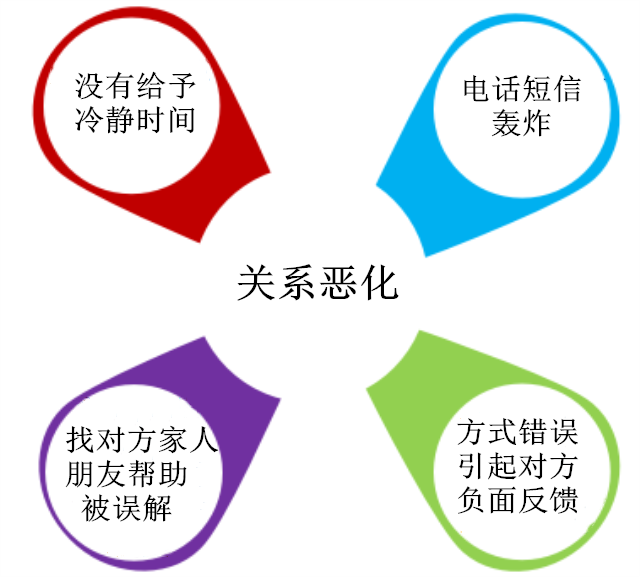 没有给予
冷静时间
电话短信
轰炸
关系恶化
找对方家人
朋友帮助
被误解
方式错误
引起对方
负面反馈